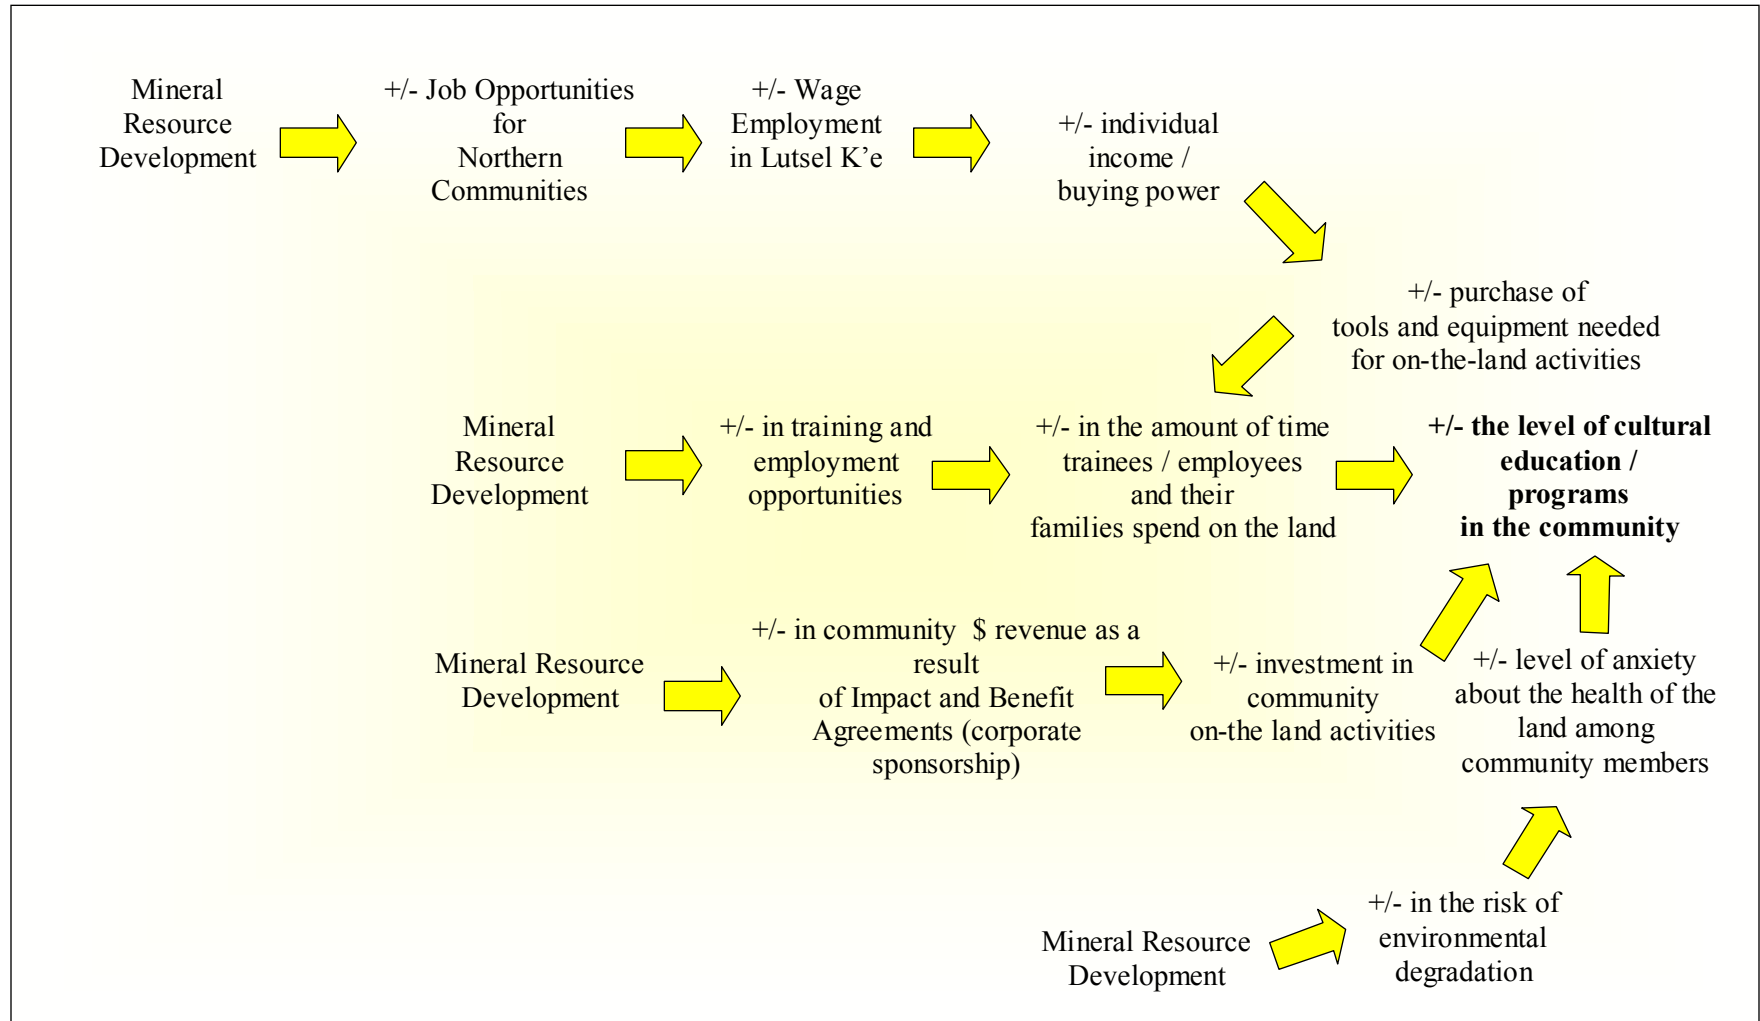 Mineral
Resource
Development
+/- Job Opportunities
for
Northern
Communities
+/- Wage
Employment
in Lutsel K’e
+/- individual
income /
buying power
+/- purchase of
tools and equipment needed
for on-the-land activities
Mineral
Resource
Development
+/- in training and
employment
opportunities
+/- in the amount of time
trainees / employees
and their
families spend on the land
+/- the level of cultural
education /
programs
in the community
Mineral Resource
Development
+/- in community $ revenue as a
result
of Impact and Benefit
Agreements (corporate
sponsorship)
+/- investment in
community
on-the land activities
+/- level of anxiety
about the health of the
land among
community members
Mineral Resource
Development
+/- in the risk of
environmental
degradation